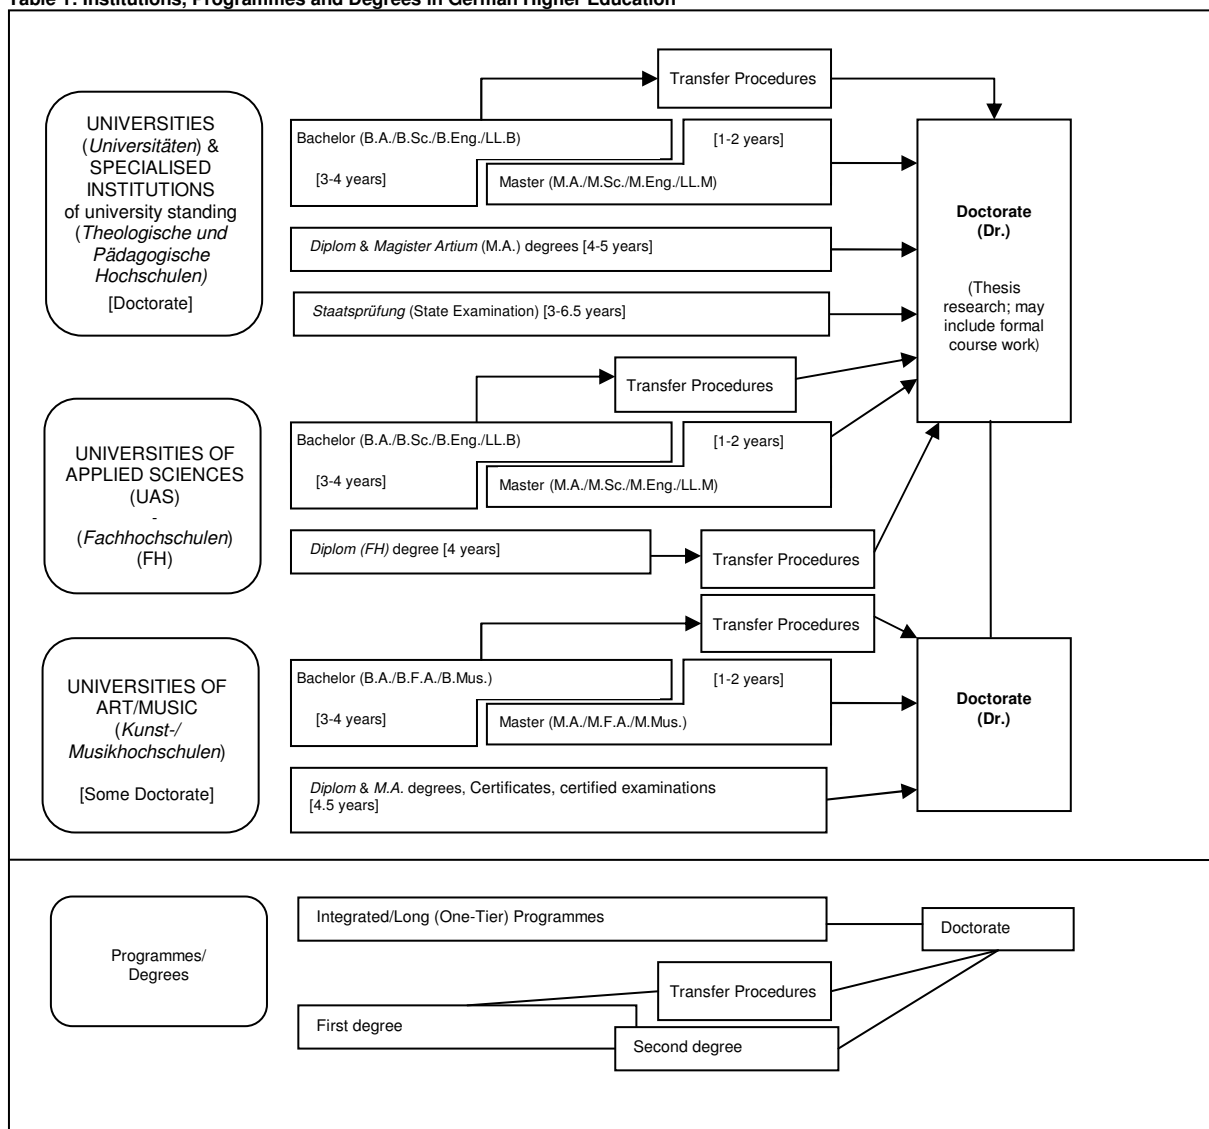 Table 1: Institutions, Programmes and Degrees in German Higher Education
Transfer Procedures
UNIVERSITIES
(Universitäten) &
SPECIALISED
INSTITUTIONS
of university standing
(Theologische und
Pädagogische
Hochschulen)
[Doctorate]
Bachelor (B.A./B.Sc./B.Eng./LL.B)
[3-4 years]
[1-2 years]
Master (M.A./M.Sc./M.Eng./LL.M)
Diplom & Magister Artium (M.A.) degrees [4-5 years]
Staatsprüfung (State Examination) [3-6.5 years]
Doctorate
(Dr.)
(Thesis
research; may
include formal
course work)
Transfer Procedures
UNIVERSITIES OF
APPLIED SCIENCES
(UAS)
-
(Fachhochschulen)
(FH)
Bachelor (B.A./B.Sc./B.Eng./LL.B)
[3-4 years]
[1-2 years]
Master (M.A./M.Sc./M.Eng./LL.M)
Diplom (FH) degree [4 years]
Transfer Procedures
Transfer Procedures
UNIVERSITIES OF
ART/MUSIC
(Kunst-/
Musikhochschulen)
[Some Doctorate]
Bachelor (B.A./B.F.A./B.Mus.)
[3-4 years]
[1-2 years]
Master (M.A./M.F.A./M.Mus.)
Diplom & M.A. degrees, Certificates, certified examinations
[4.5 years]
Doctorate
(Dr.)
Programmes/
Degrees
Integrated/Long (One-Tier) Programmes
Doctorate
Transfer Procedures
First degree
Second degree